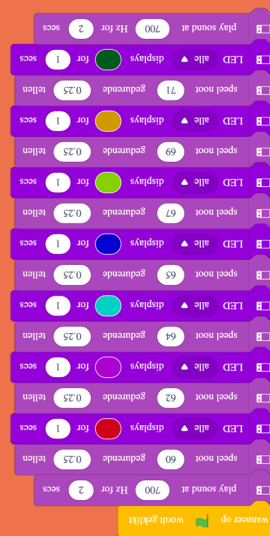 wanneer op wordt geklikt
play sound at 700 Hz for 2 secs
speel noot 60 gedurende 0.25 tellen
LED alle displays for 1 secs
speel noot 62 gedurende 0.25 tellen
LED alle displays for 1 secs
speel noot 64 gedurende 0.25 tellen
LED alle displays for 1 secs
speel noot 65 gedurende 0.25 tellen
LED alle displays for 1 secs
speel noot 67 gedurende 0.25 tellen
LED alle displays for 1 secs
speel noot 69 gedurende 0.25 tellen
LED alle displays for 1 secs
speel noot 71 gedurende 0.25 tellen
LED alle displays for 1 secs
play sound at 700 Hz for 2 secs